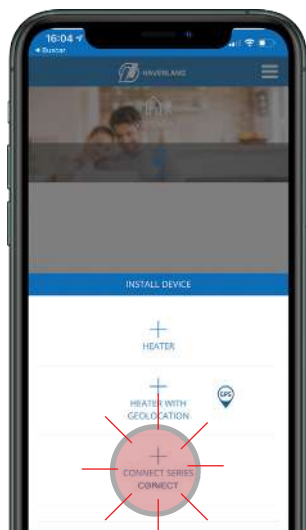 16:04
Buscar
HAVERLAND
INSTALL DEVICE
HEATER
HEATER WITH
GPS
GEOLOCATION
CONNECT SERIES
CONNECT